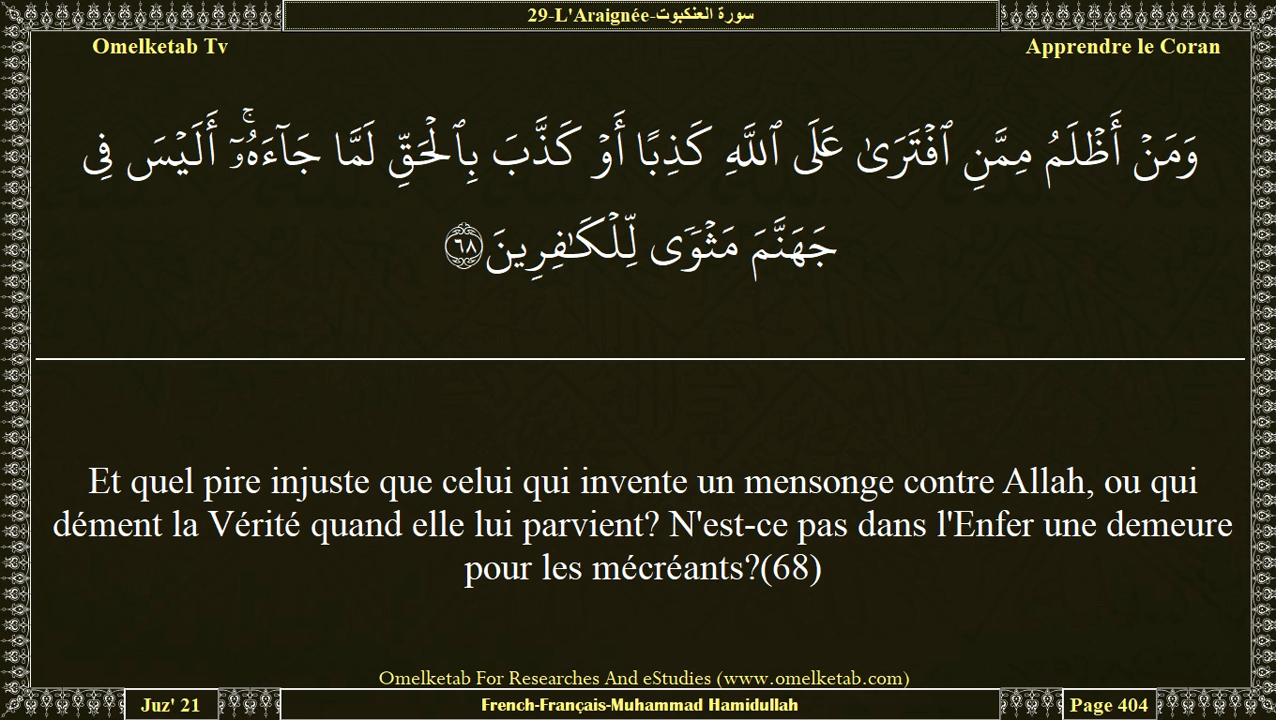 29-L'Araignée-سورة العنكبوت
Omelketab Tv
Apprendre le Coran
وَمَنۡ أَظۡلَمُ مِمَّنِ ٱفۡتَرَىٰ عَلَى ٱللَّهِ كَذِبًا أَوۡ كَذَّبَ بِٱلۡحَقِّ لَمَّا جَآءَهُۥٓۚ أَلَيۡسَ فِى
جَهَنَّمَ مَثۡوًى لِّلۡكَـٰفِرِينَ ٦٨
Et quel pire injuste que celui qui invente un mensonge contre Allah, ou qui
dément la Vérité quand elle lui parvient? N'est-ce pas dans l'Enfer une demeure
pour les mécréants?(68)
Omelketab For Researches And eStudies (www.omelketab.com)
Juz' 21
French-Français-Muhammad Hamidullah
Page 404